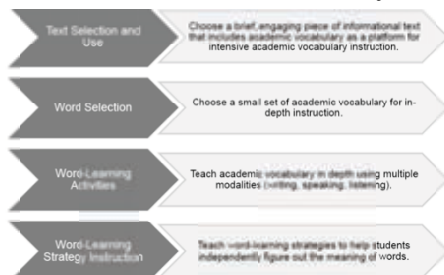 Text Selection and
Use
Choose a brief, engaging piece of informational text
that includes academic vocabulary as a platform for
intensive academic vocabulary instruction.
Word Selection
Choose a small set of academic vocabulary for in-
depth instruction.
Word-Learning
Activities
Teach academic vocabulary in depth using multiple
modalities (writing, speaking, listening).
Word-Learning
Strategy Instruction
Teach word-learning strategies to help students
independently figure out the meaning of words.